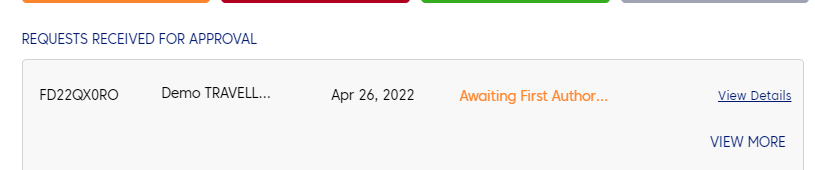 REQUESTS RECEIVED FOR APPROVAL
FD22QX0RO Demo TRAVELL... Apr 26, 2022 Awaiting First Author... View Details
VIEW MORE